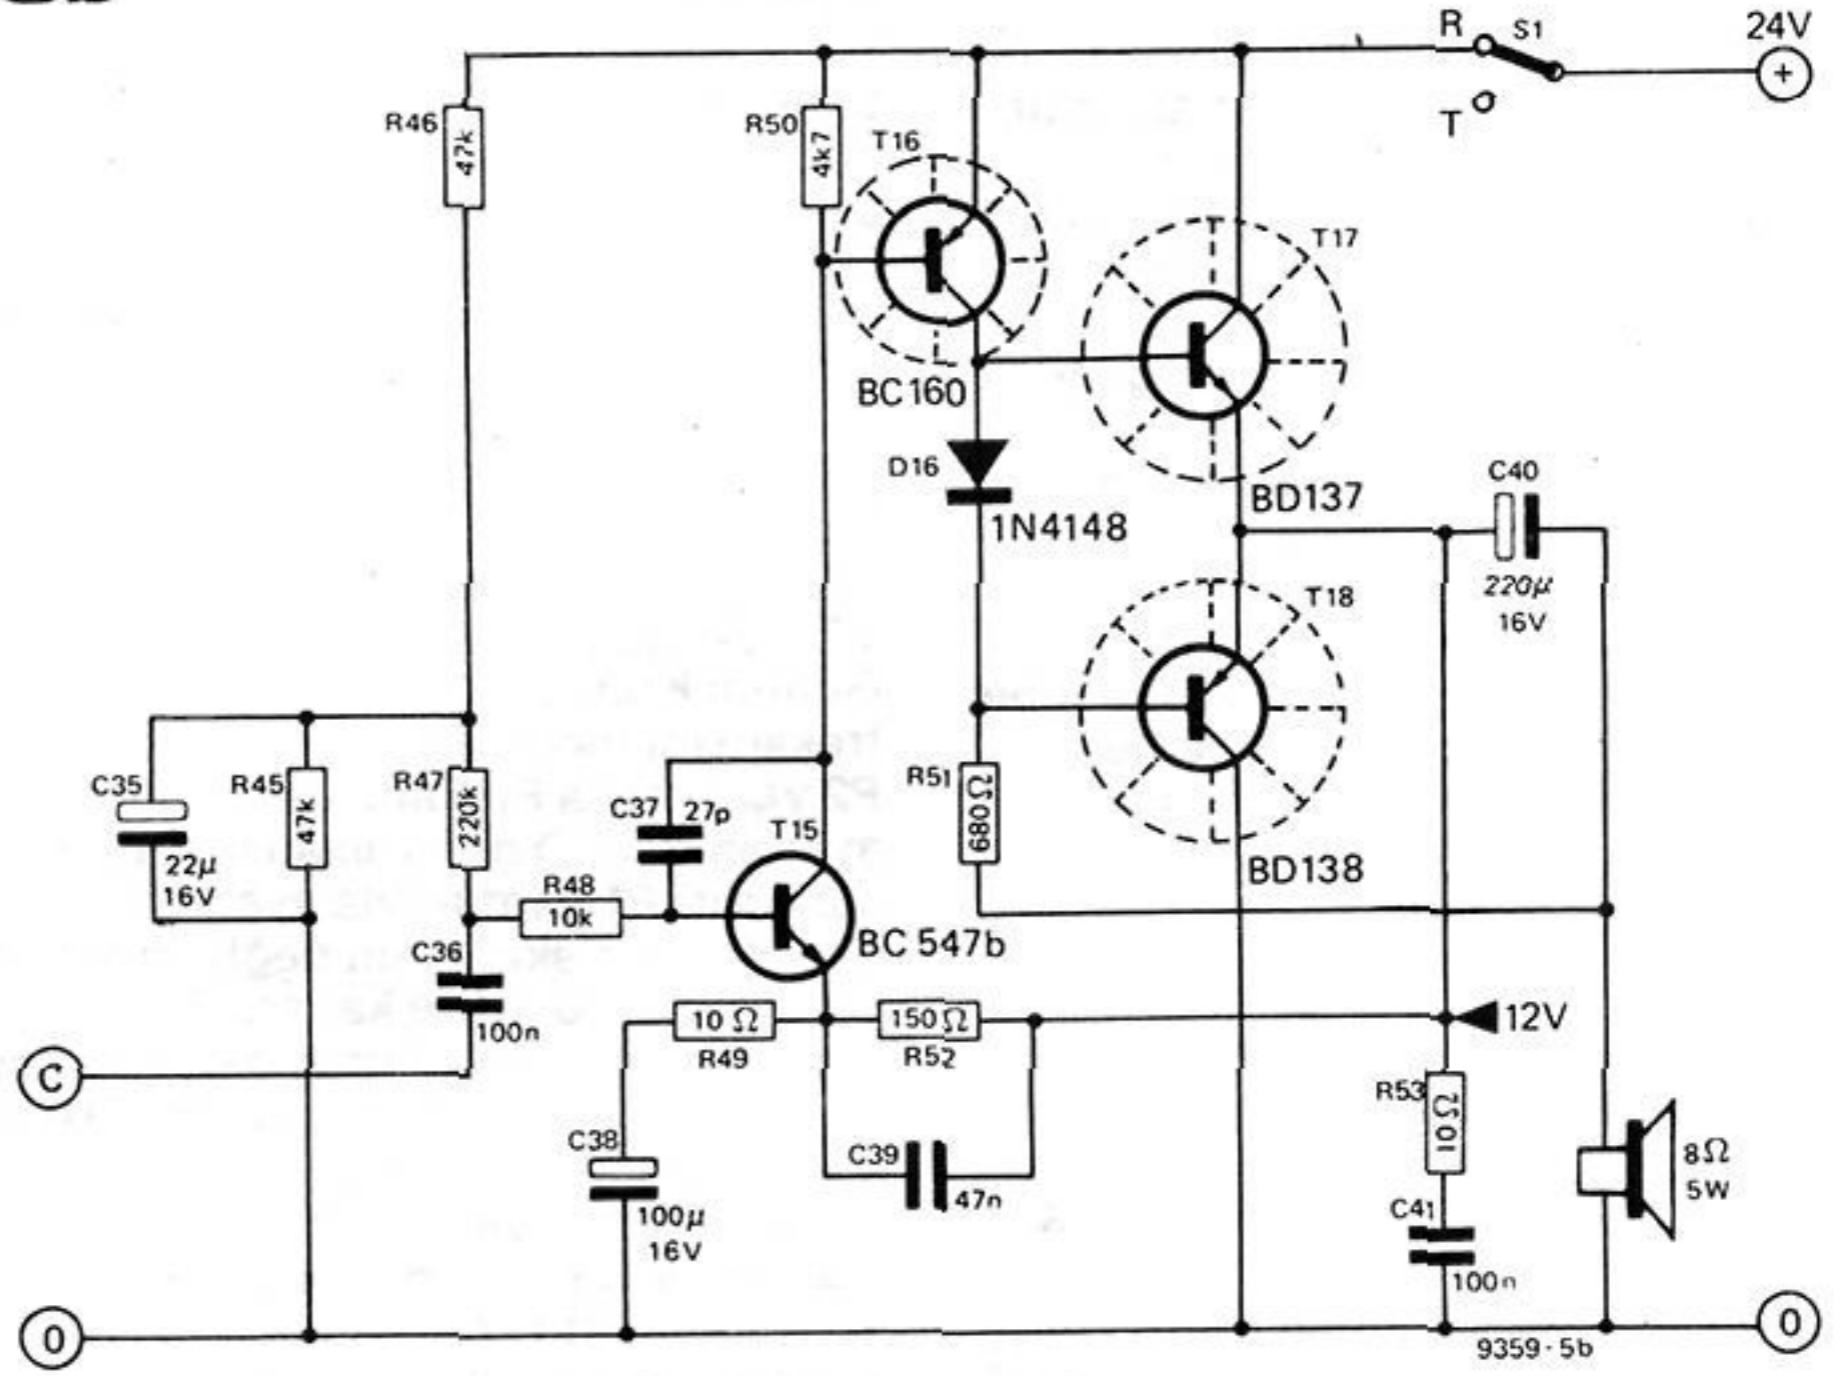 R S1 24V
+
T
R46 47k
R50 4k7
T16
BC160
T17
BD137
D16
1N4148
C40
220µ
16V
T18
BD138
C35
22µ
16V
R45 47k
R47 220k
C37 27p
T15
BC 547b
R51 680Ω
R48
10k
C36
100n
C
10 Ω
R49
150Ω
R52
12V
R53 10Ω
C38
100µ
16V
C39
47n
C41
100n
8Ω
5W
0
0
9359-5b